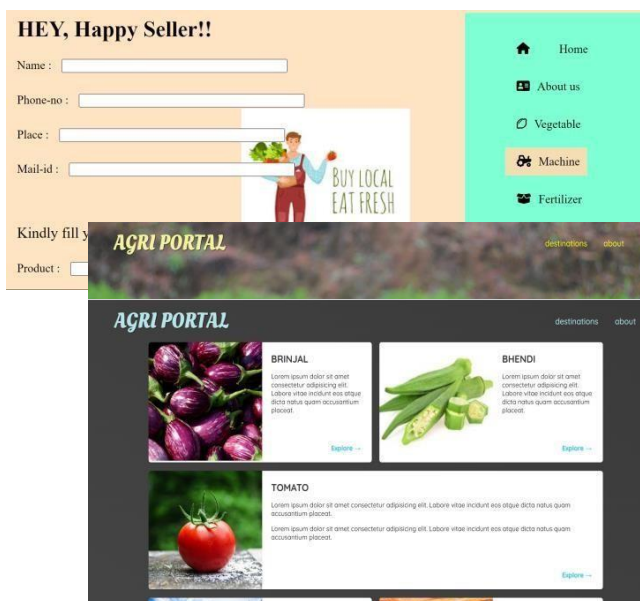 HEY, Happy Seller!!
Name :
Phone-no :
Place :
Mail-id :
BUY LOCAL
EAT FRESH
Kindly fill y
Product :
Home
About us
Vegetable
Machine
Fertilizer
AGRI PORTAL
destinations about
AGRI PORTAL
destinations about
BRINJAL
Lorem ipsum dolor sit amet
consectetur adipisicing elit.
Labore vitae incidunt eos atque
dicta natus quam accusantium
placeat.
Explore →
BHENDI
Lorem ipsum dolor sit amet
consectetur adipisicing elit.
Labore vitae incidunt eos atque
dicta natus quam accusantium
placeat.
Explore →
TOMATO
Lorem ipsum dolor sit amet consectetur adipisicing elit. Labore vitae incidunt eos atque dicta natus quam
accusantium placeat.
Lorem ipsum dolor sit amet consectetur adipisicing elit. Labore vitae incidunt eos atque dicta natus quam
accusantium placeat.
Explore →